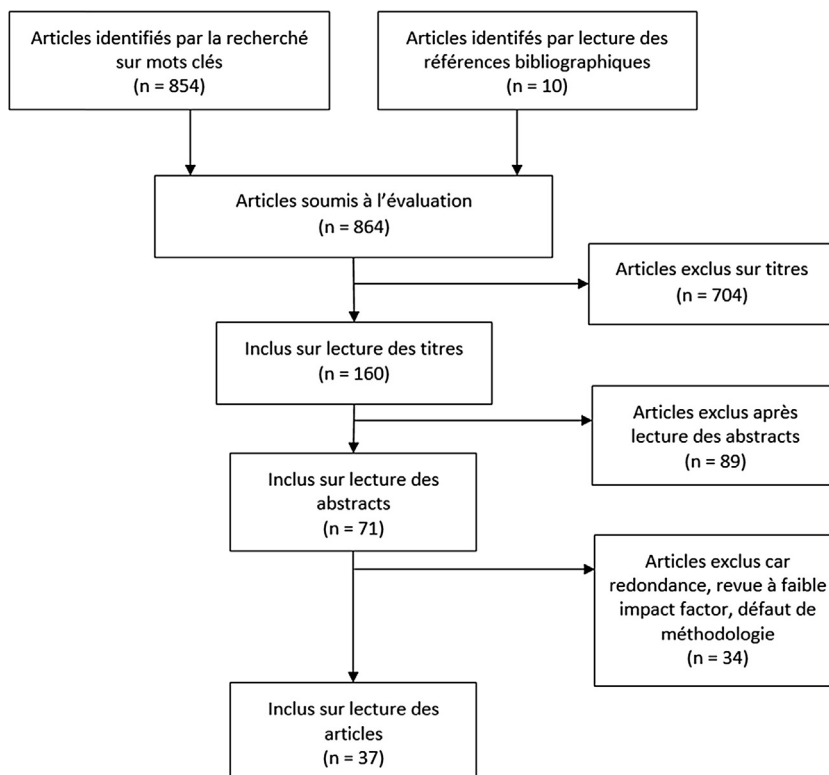 Articles identifiés par la recherché
sur mots clés
(n = 854)
Articles identifés par lecture des
références bibliographiques
(n = 10)
Articles soumis à l'évaluation
(n = 864)
Articles exclus sur titres
(n = 704)
Inclus sur lecture des titres
(n = 160)
Articles exclus après
lecture des abstracts
(n = 89)
Inclus sur lecture des
abstracts
(n = 71)
Articles exclus car
redondance, revue à faible
impact factor, défaut de
méthodologie
(n = 34)
Inclus sur lecture des
articles
(n = 37)